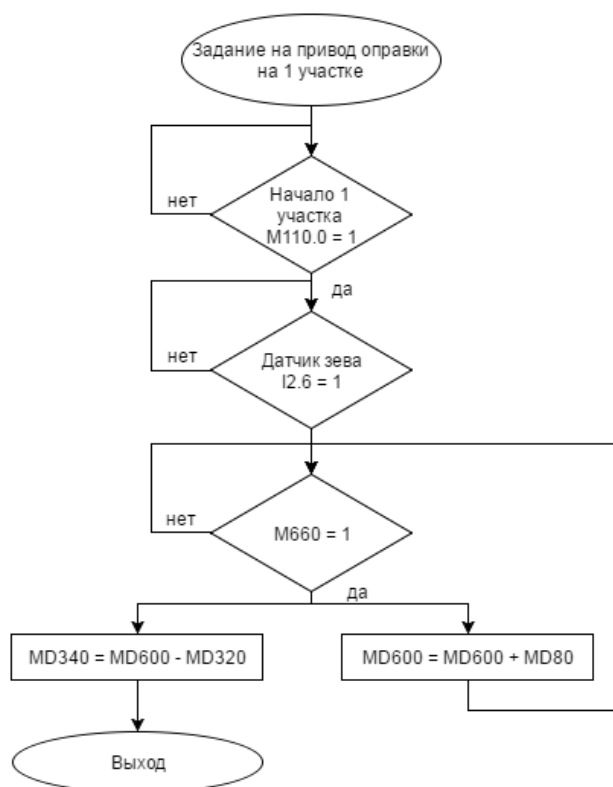 Задание на привод оправки
на 1 участке
нет
Начало 1
участка
M110.0 = 1
да
нет
Датчик зева
I2.6 = 1
нет
M660 = 1
да
MD340 = MD600 - MD320
MD600 = MD600 + MD80
Выход